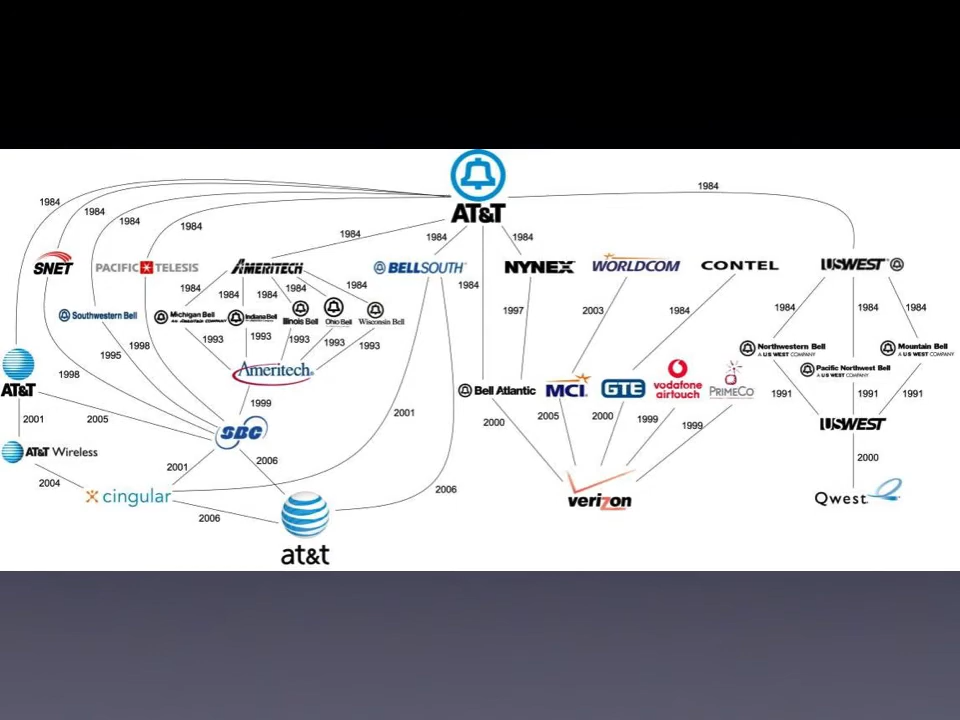 1984
AT&T
1984
1984
1984
1984
1984
1984
1984
SNET
PACIFIC TELESIS
AMERITECH
BELLSOUTH
NYNEX
WORLDCOM
CONTEL
USWEST
1984
1984
1984
1984
1984
1984
Southwestern Bell
Michigan Bell
Indiana Bell
Illinois Bell
Ohio Bell
Wisconsin Bell
1997
2003
1984
1984
1984
1984
1995
1998
1993
1993
1993
1993
1993
Northwestern Bell
A US WEST COMPANY
Mountain Bell
A US WEST COMPANY
Pacific Northwest Bell
A US WEST COMPANY
AT&T
1998
Ameritech
Bell Atlantic
MCI
GTE
vodafone
airtouch
PRIMECO
1991
1991
1991
2001
2005
1999
2001
2000
2005
2000
1999
1999
SBC
USWEST
AT&T Wireless
2004
2001
2006
2000
cingular
2006
2006
verizon
Qwest
at&t